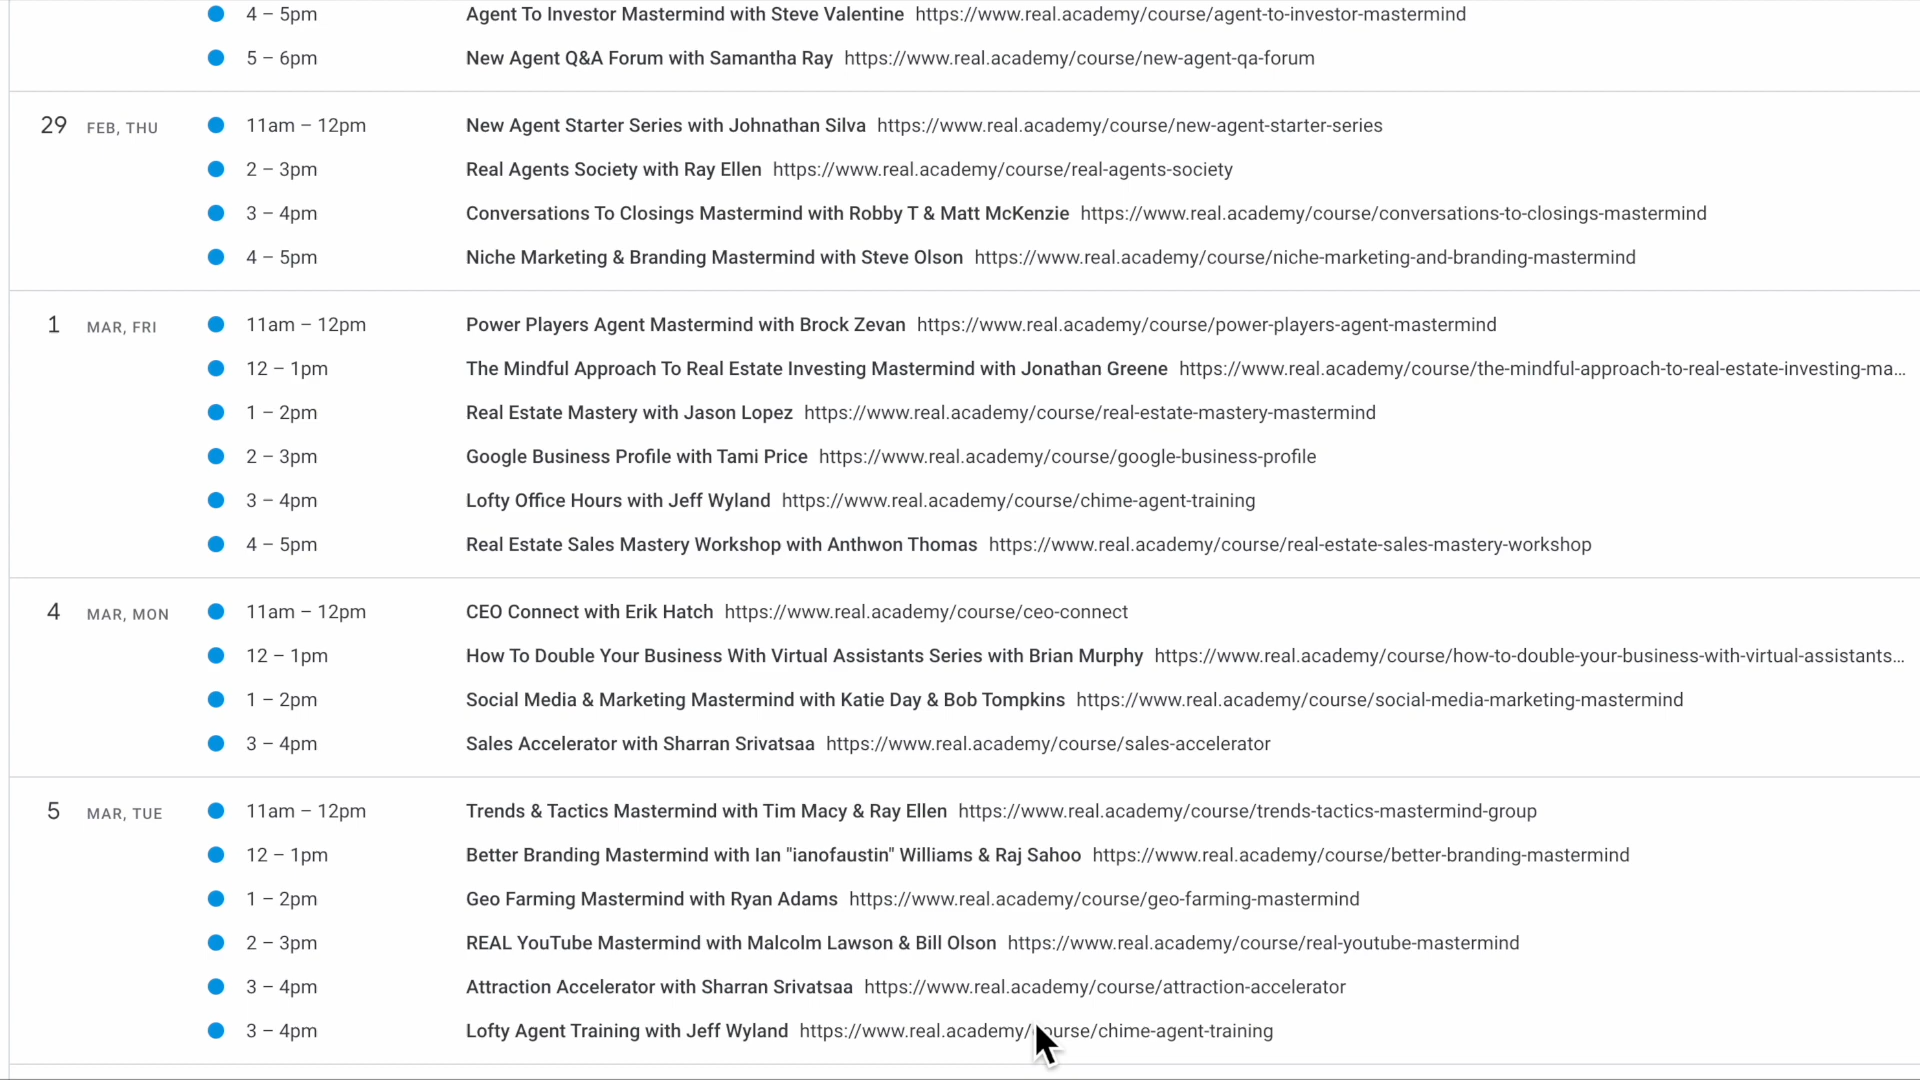 4 – 5pm Agent To Investor Mastermind with Steve Valentine https://www.real.academy/course/agent-to-investor-mastermind
5 – 6pm New Agent Q&A Forum with Samantha Ray https://www.real.academy/course/new-agent-qa-forum
29 FEB, THU 11am – 12pm New Agent Starter Series with Johnathan Silva https://www.real.academy/course/new-agent-starter-series
2 – 3pm Real Agents Society with Ray Ellen https://www.real.academy/course/real-agents-society
3 – 4pm Conversations To Closings Mastermind with Robby T & Matt McKenzie https://www.real.academy/course/conversations-to-closings-mastermind
4 – 5pm Niche Marketing & Branding Mastermind with Steve Olson https://www.real.academy/course/niche-marketing-and-branding-mastermind
1 MAR, FRI 11am – 12pm Power Players Agent Mastermind with Brock Zevan https://www.real.academy/course/power-players-agent-mastermind
12 – 1pm The Mindful Approach To Real Estate Investing Mastermind with Jonathan Greene https://www.real.academy/course/the-mindful-approach-to-real-estate-investing-ma...
1 – 2pm Real Estate Mastery with Jason Lopez https://www.real.academy/course/real-estate-mastery-mastermind
2 – 3pm Google Business Profile with Tami Price https://www.real.academy/course/google-business-profile
3 – 4pm Lofty Office Hours with Jeff Wyland https://www.real.academy/course/chime-agent-training
4 – 5pm Real Estate Sales Mastery Workshop with Anthwon Thomas https://www.real.academy/course/real-estate-sales-mastery-workshop
4 MAR, MON 11am – 12pm CEO Connect with Erik Hatch https://www.real.academy/course/ceo-connect
12 – 1pm How To Double Your Business With Virtual Assistants Series with Brian Murphy https://www.real.academy/course/how-to-double-your-business-with-virtual-assistants...
1 – 2pm Social Media & Marketing Mastermind with Katie Day & Bob Tompkins https://www.real.academy/course/social-media-marketing-mastermind
3 – 4pm Sales Accelerator with Sharran Srivatsaa https://www.real.academy/course/sales-accelerator
5 MAR, TUE 11am – 12pm Trends & Tactics Mastermind with Tim Macy & Ray Ellen https://www.real.academy/course/trends-tactics-mastermind-group
12 – 1pm Better Branding Mastermind with Ian "ianofaustin" Williams & Raj Sahoo https://www.real.academy/course/better-branding-mastermind
1 – 2pm Geo Farming Mastermind with Ryan Adams https://www.real.academy/course/geo-farming-mastermind
2 – 3pm REAL YouTube Mastermind with Malcolm Lawson & Bill Olson https://www.real.academy/course/real-youtube-mastermind
3 – 4pm Attraction Accelerator with Sharran Srivatsaa https://www.real.academy/course/attraction-accelerator
3 – 4pm Lofty Agent Training with Jeff Wyland https://www.real.academy/course/chime-agent-training